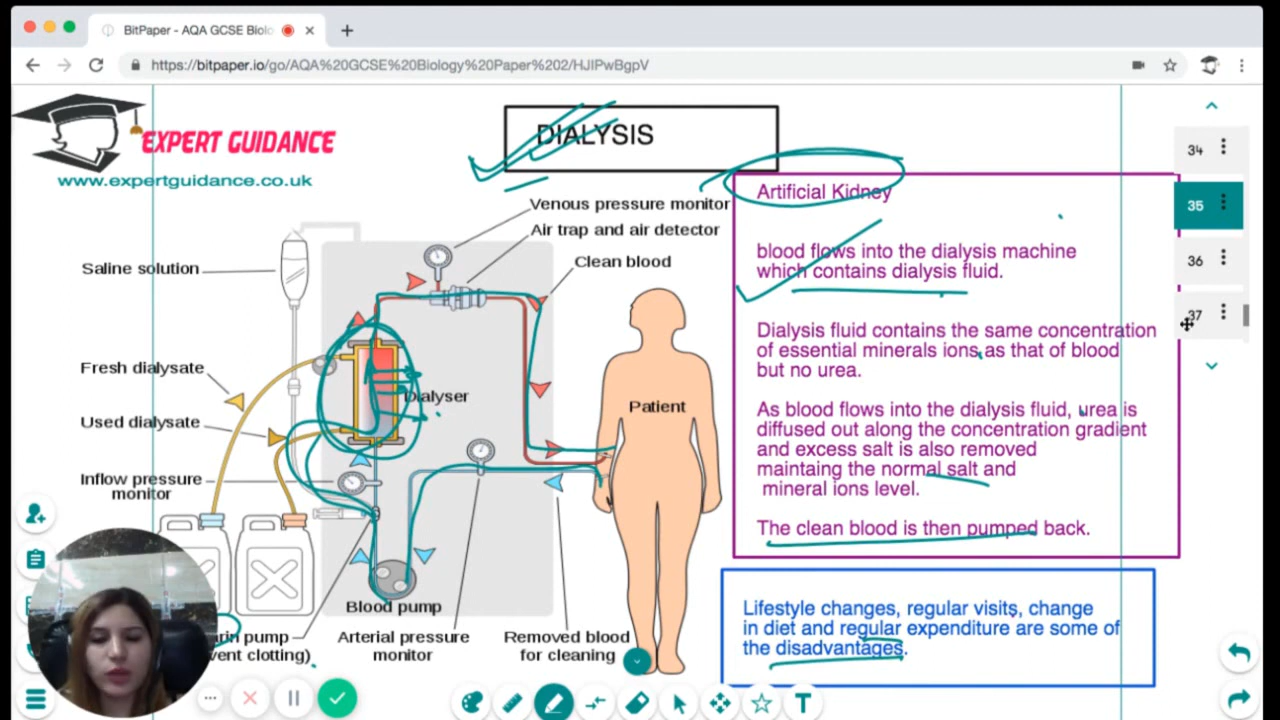 BitPaper - AQA GCSE Biolo
https://bitpaper.io/go/AQA%20GCSE%20Biology%20Paper%202/HJIPwBgpV
EXPERT GUIDANCE
www.expertguidance.co.uk
DIALYSIS
34
35
36
37
Venous pressure monitor
Air trap and air detector
Clean blood
Saline solution
Fresh dialysate
Dialyser
Used dialysate
Patient
Inflow pressure
monitor
Blood pump
pump
clotting)
Arterial pressure
monitor
Removed blood
for cleaning
Artificial Kidney
blood flows into the dialysis machine
which contains dialysis fluid.
Dialysis fluid contains the same concentration
of essential minerals ions as that of blood
but no urea.
As blood flows into the dialysis fluid, urea is
diffused out along the concentration gradient
and excess salt is also removed
maintaing the normal salt and
mineral ions level.
The clean blood is then pumped back.
Lifestyle changes, regular visits, change
in diet and regular expenditure are some of
the disadvantages.
T